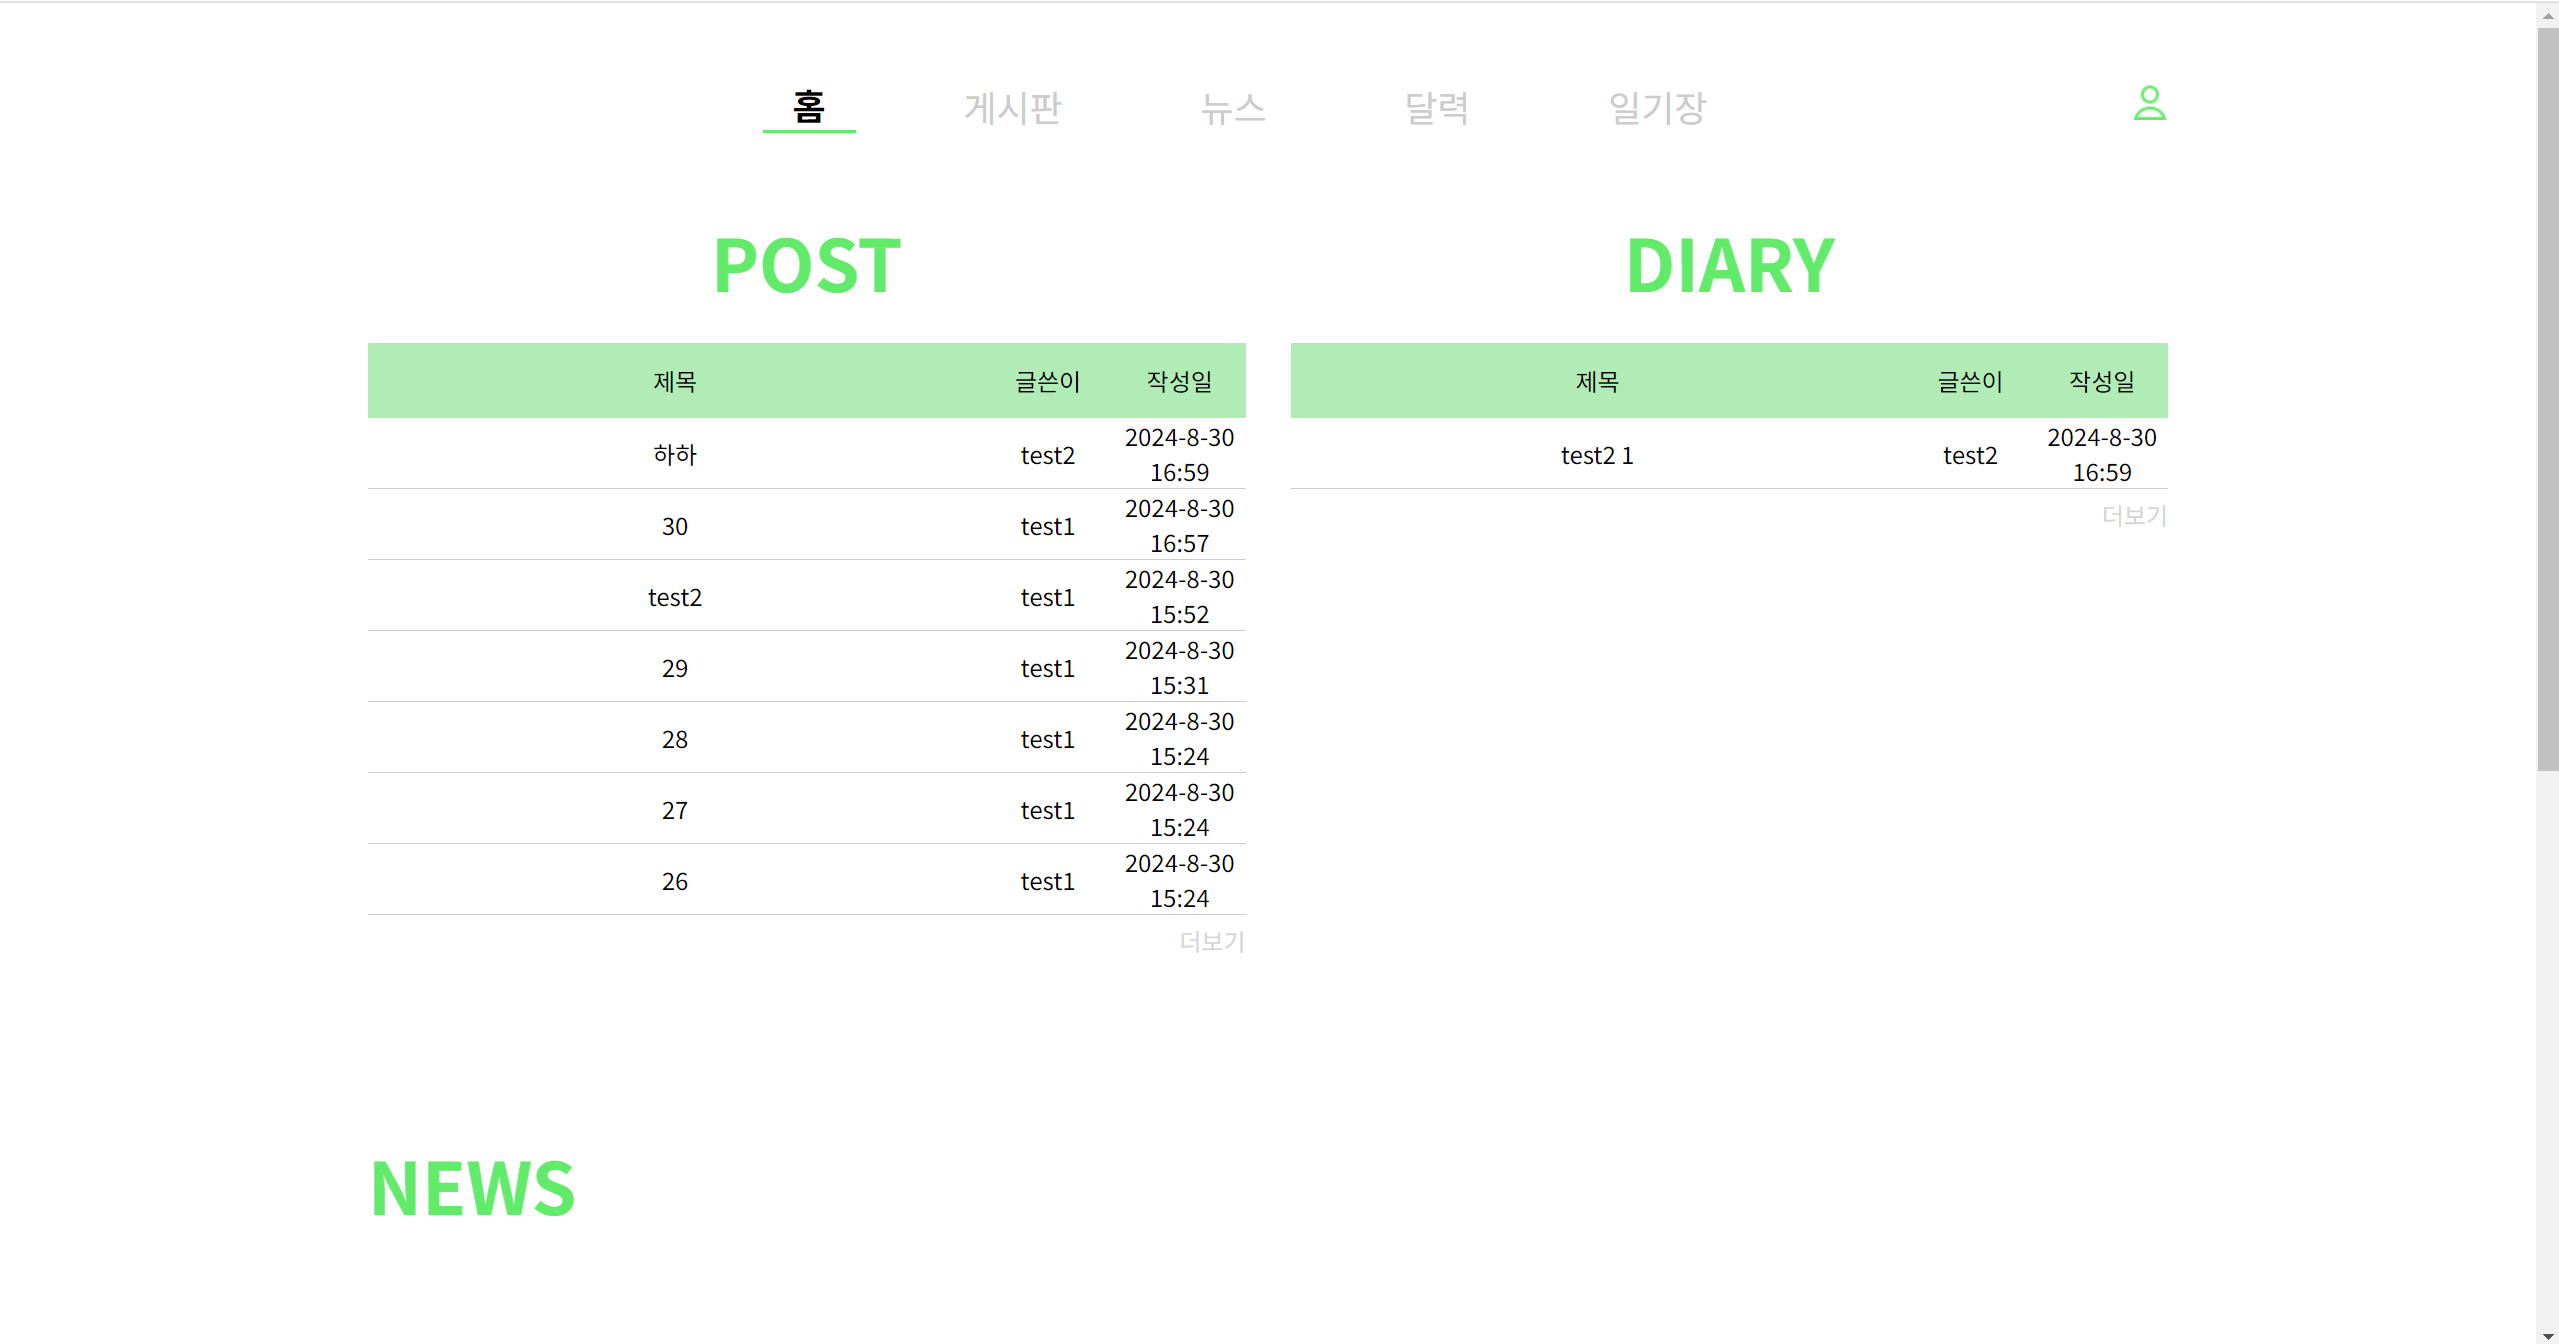 홈 게시판 뉴스 달력 일기장
POST
제목 글쓴이 작성일
하하 test2 2024-8-30
16:59
30 test1 2024-8-30
16:57
test2 test1 2024-8-30
15:52
29 test1 2024-8-30
15:31
28 test1 2024-8-30
15:24
27 test1 2024-8-30
15:24
26 test1 2024-8-30
15:24
더보기
DIARY
제목 글쓴이 작성일
test2 1 test2 2024-8-30
16:59
더보기
NEWS